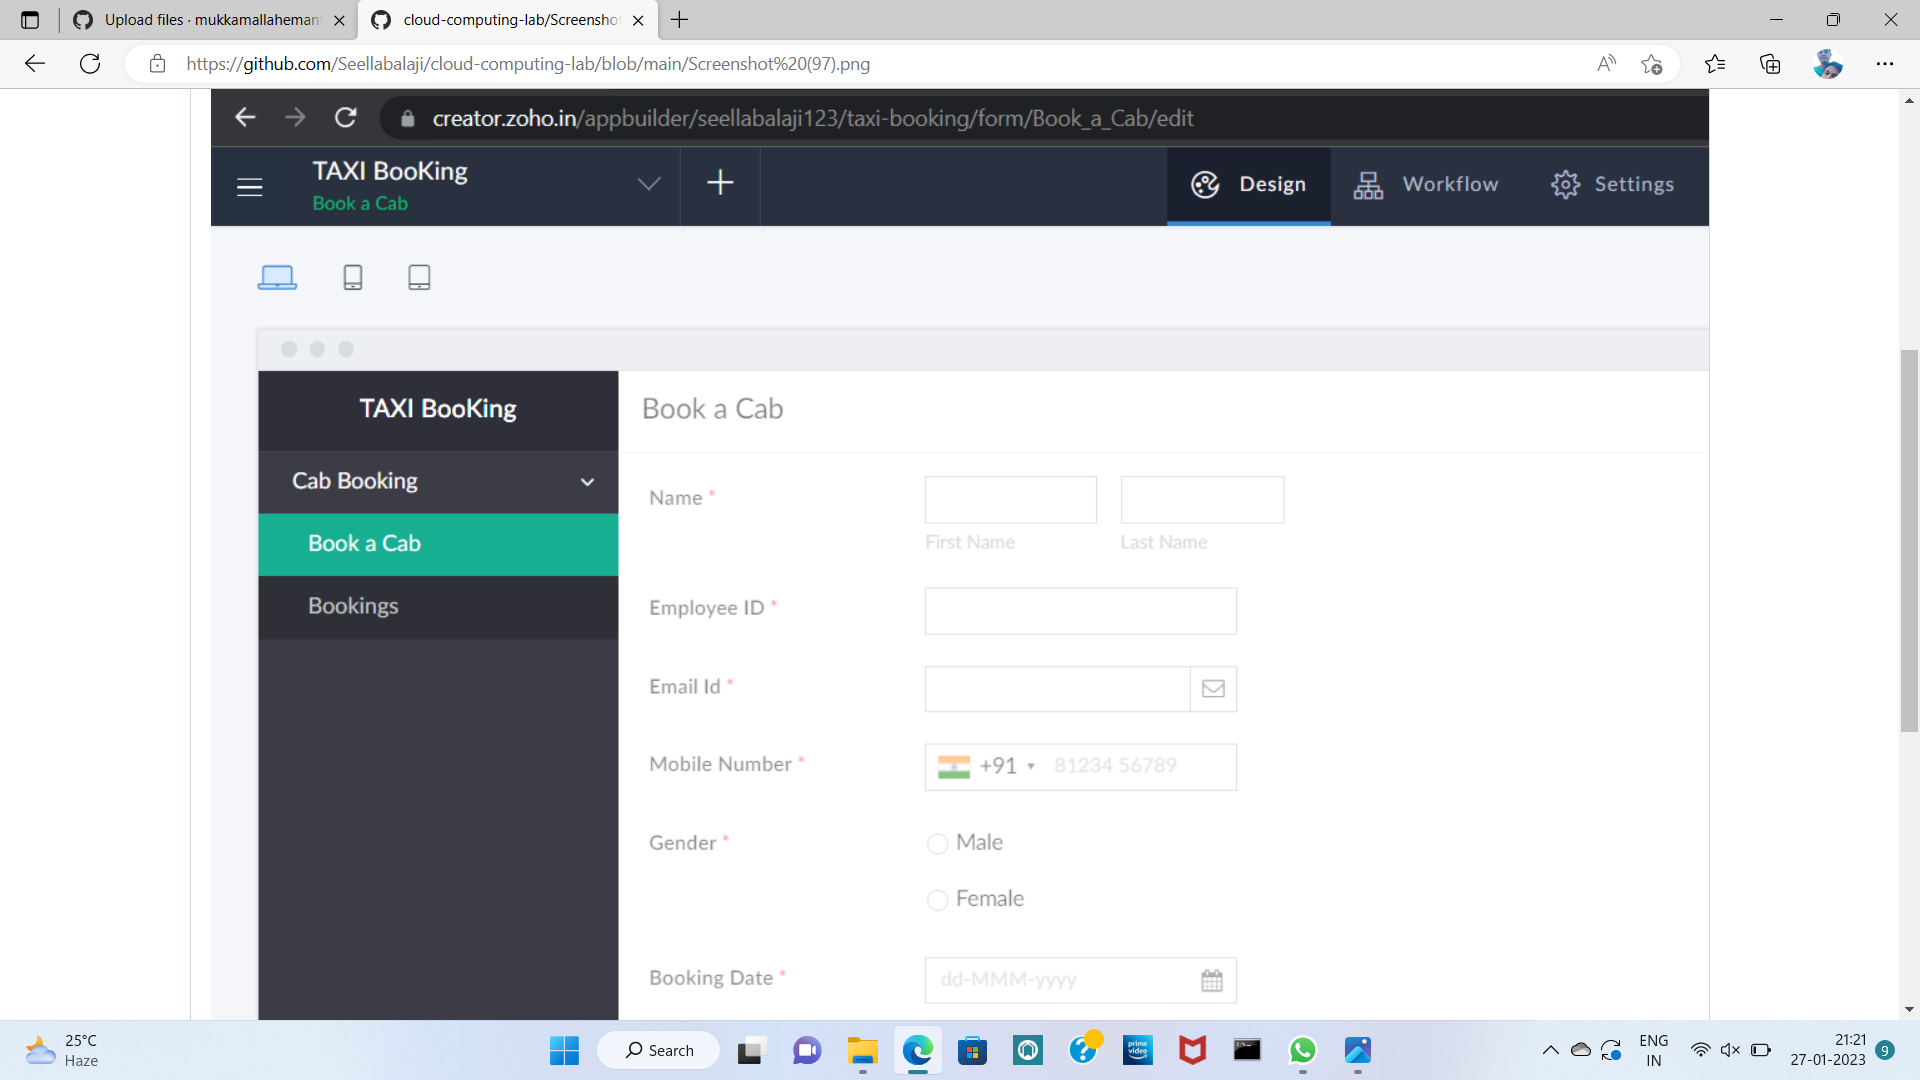 Upload files · mukkamallaheman
cloud-computing-lab/Screensho
https://github.com/Seellabalaji/cloud-computing-lab/blob/main/Screenshot%20(97).png
creator.zoho.in/appbuilder/seellabalaji123/taxi-booking/form/Book_a_Cab/edit
TAXI BooKing
Book a Cab
Design
Workflow
Settings
TAXI BooKing
Book a Cab
Cab Booking
Book a Cab
Bookings
Name *
First Name
Last Name
Employee ID *
Email Id *
Mobile Number *
+91
81234 56789
Gender *
Male
Female
Booking Date *
dd-MMM-yyyy
25°C
Haze
Search
prime video
ENG
IN
21:21
27-01-2023
9